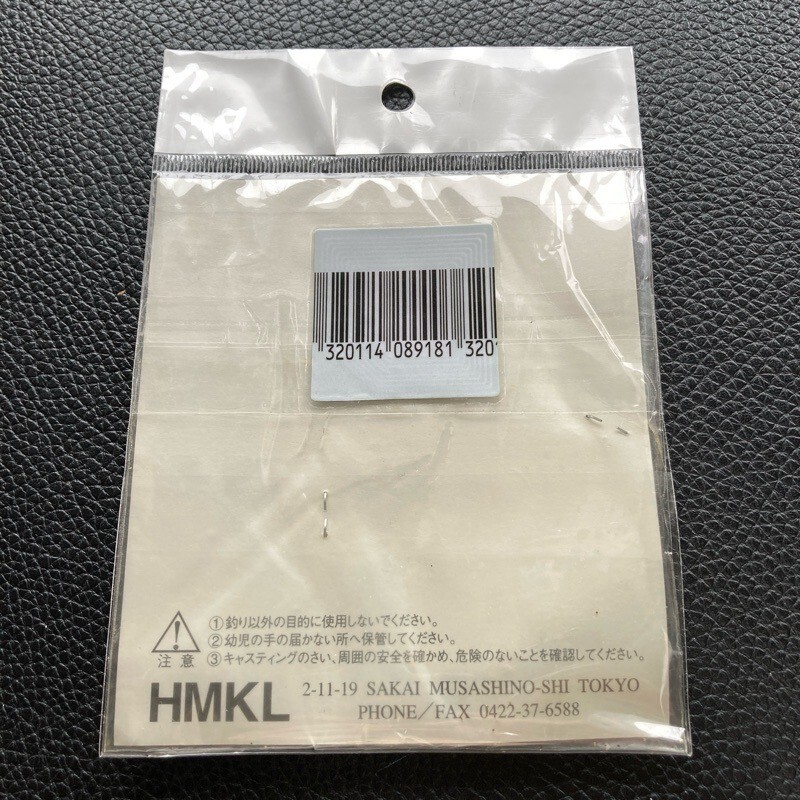 320114 089181 320
①釣り以外の目的に使用しないでください。
②幼児の手の届かない所へ保管してください。
注意 ③キャスティングのさい、周囲の安全を確かめ、危険のないことを確認してください。
HMKL 2-11-19 SAKAI MUSASHINO-SHI TOKYO
PHONE/FAX 0422-37-6588